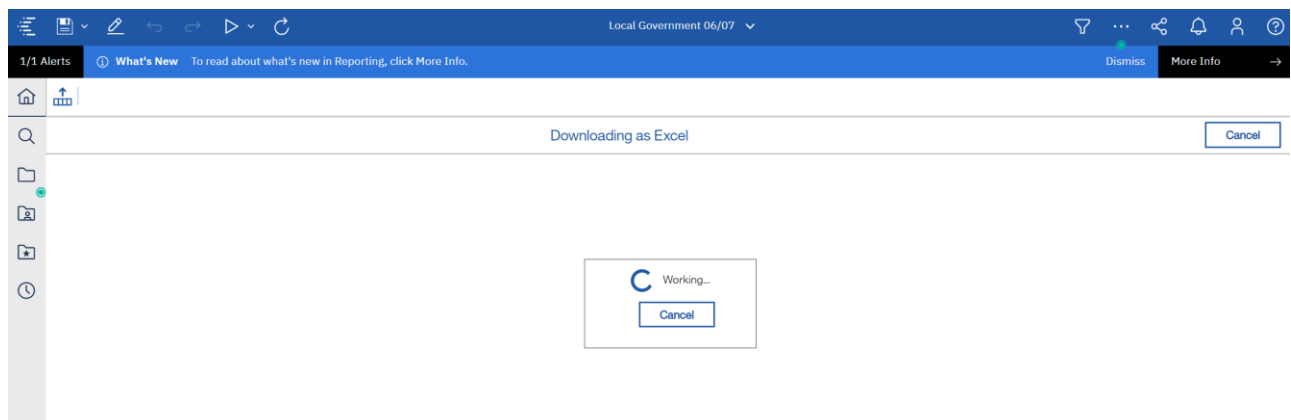 Local Government 06/07
1/1 Alerts What's New To read about what's new in Reporting, click More Info. Dismiss More Info
Downloading as Excel Cancel
Working...
Cancel